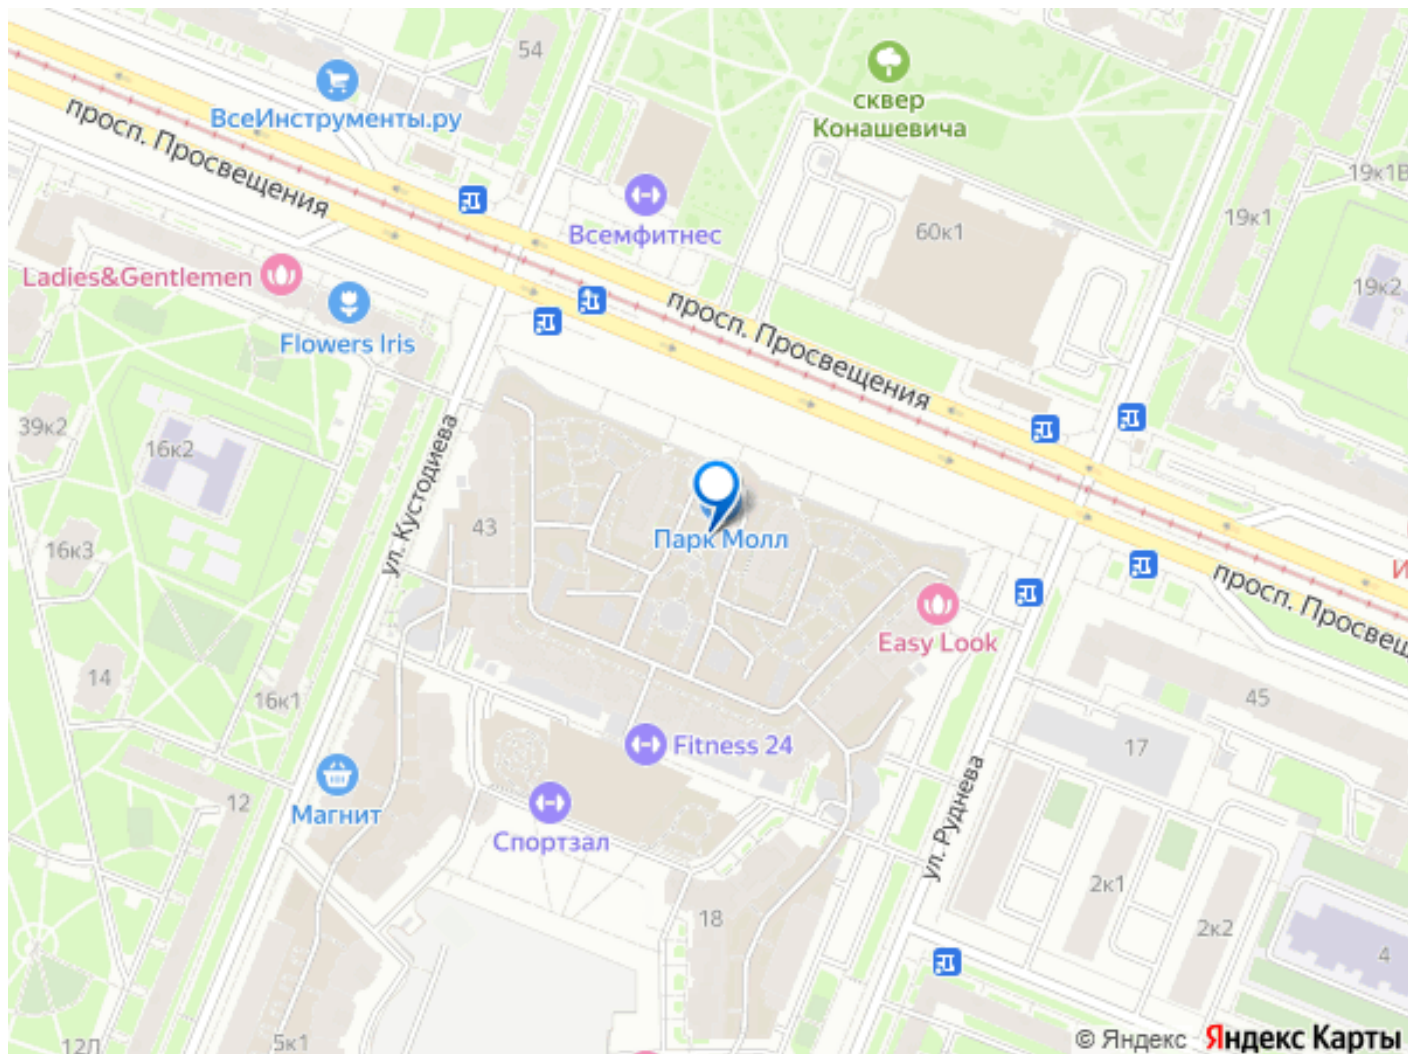 54
ВсеИнструменты.ру
просп. Просвещения
сквер
Конашевича
19к1В
19к1
60к1
Всемфитнес
Ladies&Gentlemen
19к2
Flowers Iris
просп. Просвещения
39к2
16к2
ул. Кустодиева
43
Парк Молл
16к3
И
просп. Просвещ
Easy Look
14
16к1
45
Fitness 24
17
12
Магнит
Спортзал
ул. Руднева
2к1
18
2к2
4
5к1
12Л
© Яндекс Яндекс Карты